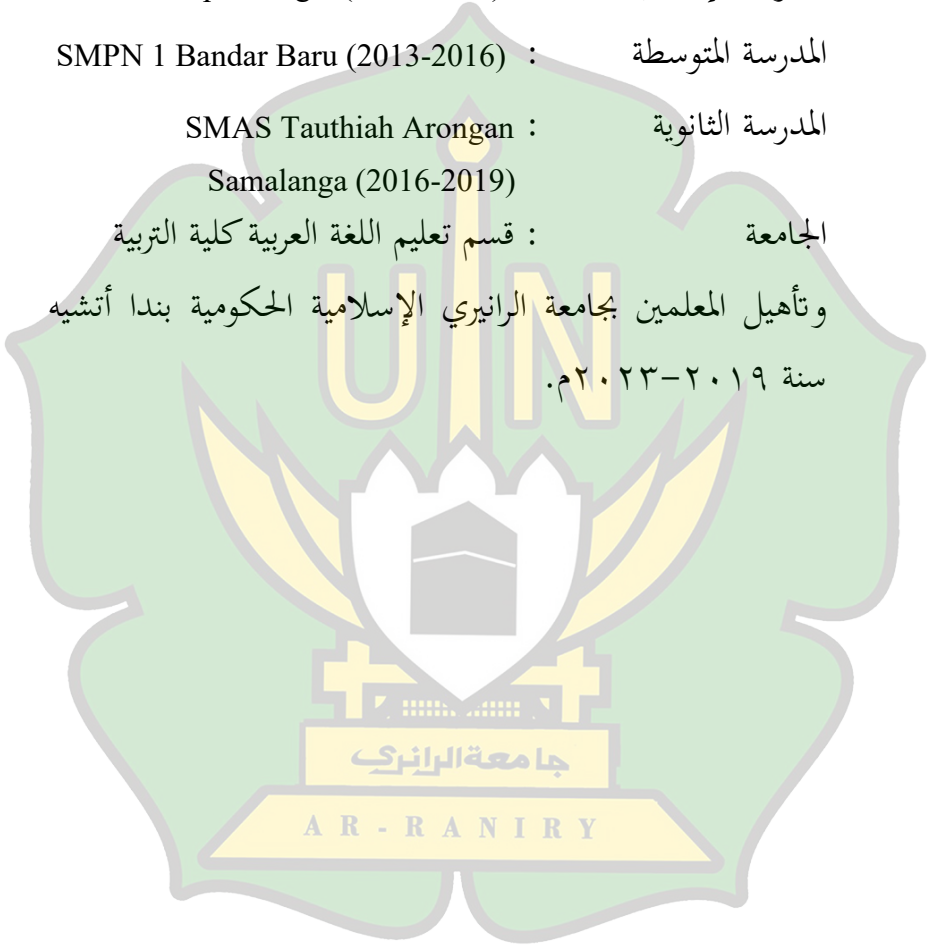 المدرسة المتوسطة : SMPN 1 Bandar Baru (2013-2016)
المدرسة الثانوية : SMAS Tauthiah Arongan
Samalanga (2016-2019)
الجامعة : قسم تعليم اللغة العربية كلية التربية
وتأهيل المعلمين بجامعة الرانيري الإسلامية الحكومية بندا أتشيه
سنة ٢٠١٩-٢٠٢٣م.
UIN
جامعة الرانري
AR-RANIRY